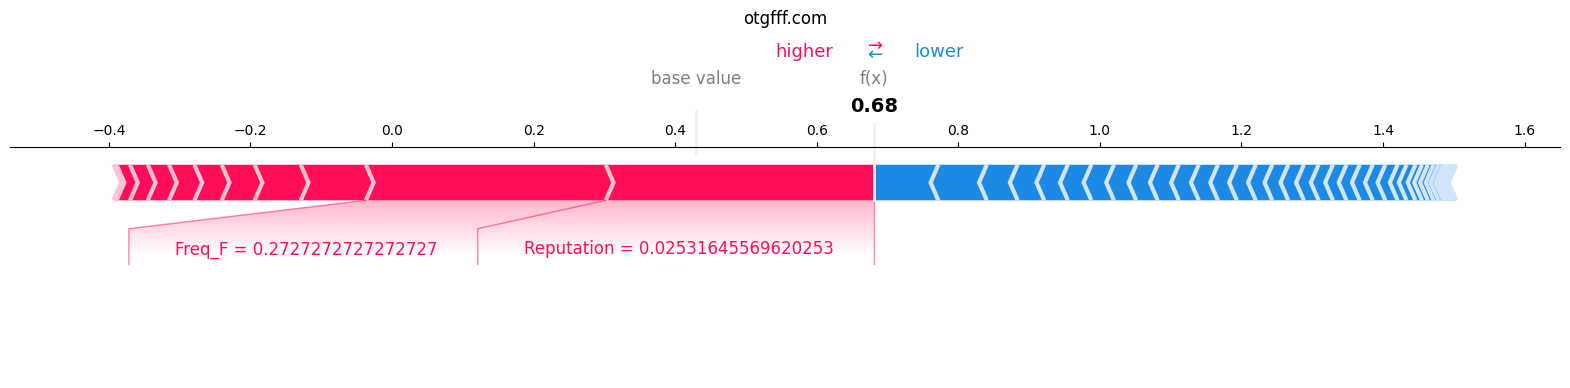 otgfff.com
higher ⇄ lower
base value f(x)
0.68
−0.4 −0.2 0.0 0.2 0.4 0.6 0.8 1.0 1.2 1.4 1.6
Freq_F = 0.2727272727272727 Reputation = 0.02531645569620253